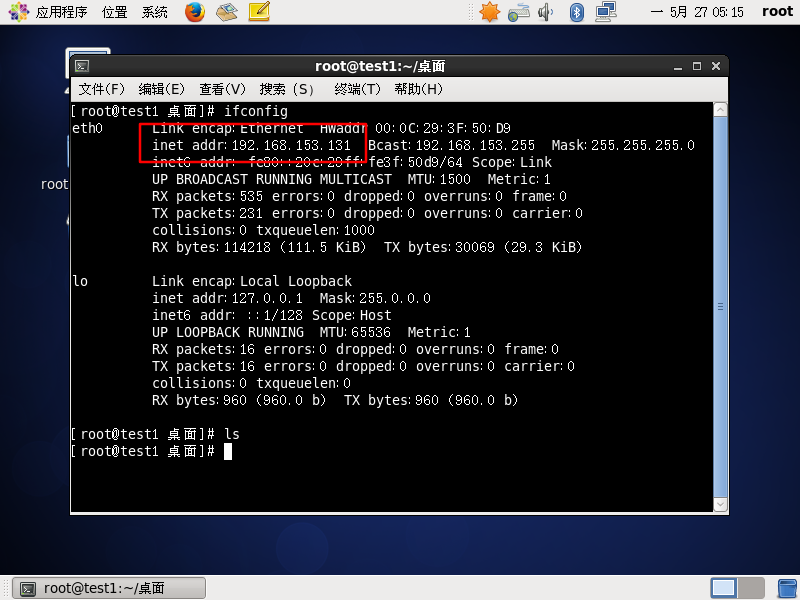 应用程序 位置 系统 一 5月 27 05:15 root
root@test1:~/桌面
文件(F) 编辑(E) 查看(V) 搜索 (S) 终端(T) 帮助(H)
[root@test1 桌面]# ifconfig
eth0 Link encap:Ethernet HWaddr 00:0C:29:3F:50:D9
inet addr:192.168.153.131 Bcast:192.168.153.255 Mask:255.255.255.0
inet6 addr: fe80::20c:29ff:fe3f:50d9/64 Scope:Link
UP BROADCAST RUNNING MULTICAST MTU:1500 Metric:1
RX packets:535 errors:0 dropped:0 overruns:0 frame:0
TX packets:231 errors:0 dropped:0 overruns:0 carrier:0
collisions:0 txqueuelen:1000
RX bytes:114218 (111.5 KiB) TX bytes:30069 (29.3 KiB)
lo Link encap:Local Loopback
inet addr:127.0.0.1 Mask:255.0.0.0
inet6 addr: ::1/128 Scope:Host
UP LOOPBACK RUNNING MTU:65536 Metric:1
RX packets:16 errors:0 dropped:0 overruns:0 frame:0
TX packets:16 errors:0 dropped:0 overruns:0 carrier:0
collisions:0 txqueuelen:0
RX bytes:960 (960.0 b) TX bytes:960 (960.0 b)
[root@test1 桌面]# ls
[root@test1 桌面]#
root
root@test1:~/桌面